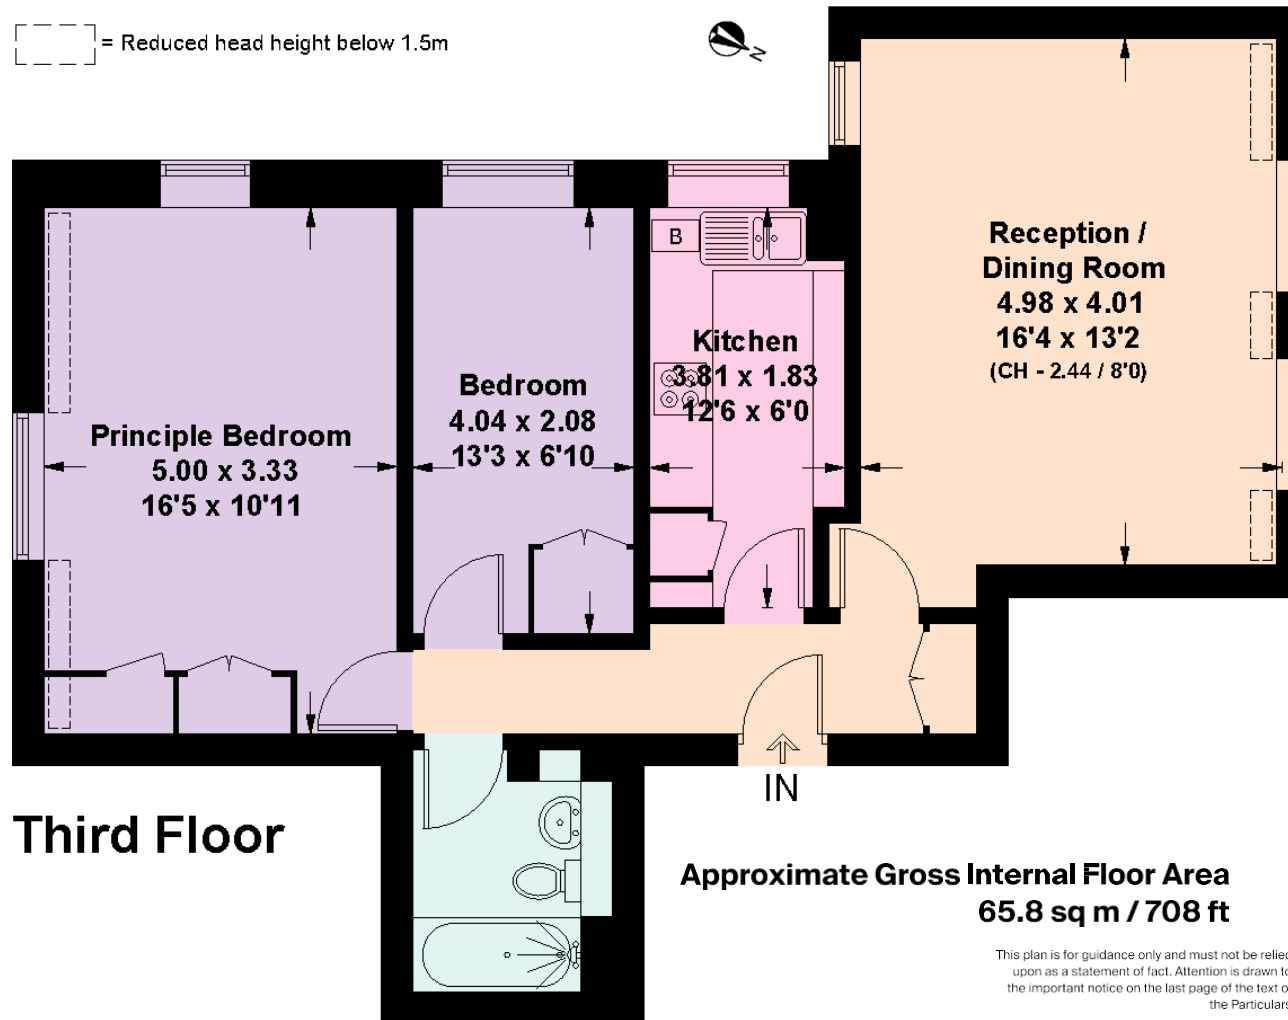 = Reduced head height below 1.5m
N
Reception /
Dining Room
4.98 x 4.01
16'4 x 13'2
(CH - 2.44 / 8'0)
B
Kitchen
3.81 x 1.83
12'6 x 6'0
Bedroom
4.04 x 2.08
13'3 x 6'10
Principle Bedroom
5.00 x 3.33
16'5 x 10'11
IN
Third Floor
Approximate Gross Internal Floor Area
65.8 sq m / 708 ft
This plan is for guidance only and must not be relied
upon as a statement of fact. Attention is drawn to
the important notice on the last page of the text o
the Particulars